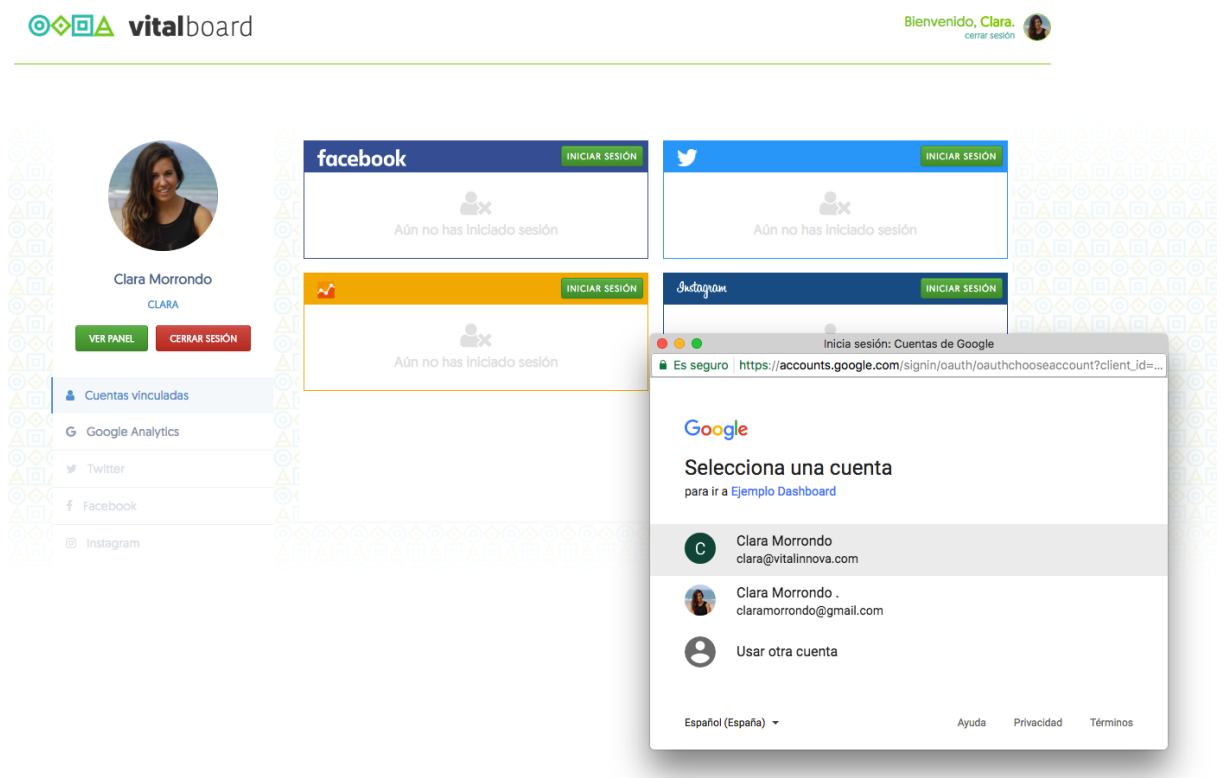 vitalboard
Bienvenido, Clara.
cerrar sesión
facebook
INICIAR SESIÓN
INICIAR SESIÓN
Aún no has iniciado sesión
Aún no has iniciado sesión
Clara Morrondo
CLARA
VER PANEL
CERRAR SESIÓN
Cuentas vinculadas
Google Analytics
Twitter
Facebook
Instagram
INICIAR SESIÓN
Instagram
INICIAR SESIÓN
Aún no has iniciado sesión
Inicia sesión: Cuentas de Google
Es seguro https://accounts.google.com/signin/oauth/oauthchooseaccount?client_id=...
Google
Selecciona una cuenta
para ir a Ejemplo Dashboard
C
Clara Morrondo
clara@vitalinnova.com
Clara Morrondo .
claramorrondo@gmail.com
Usar otra cuenta
Español (España)
Ayuda
Privacidad
Términos